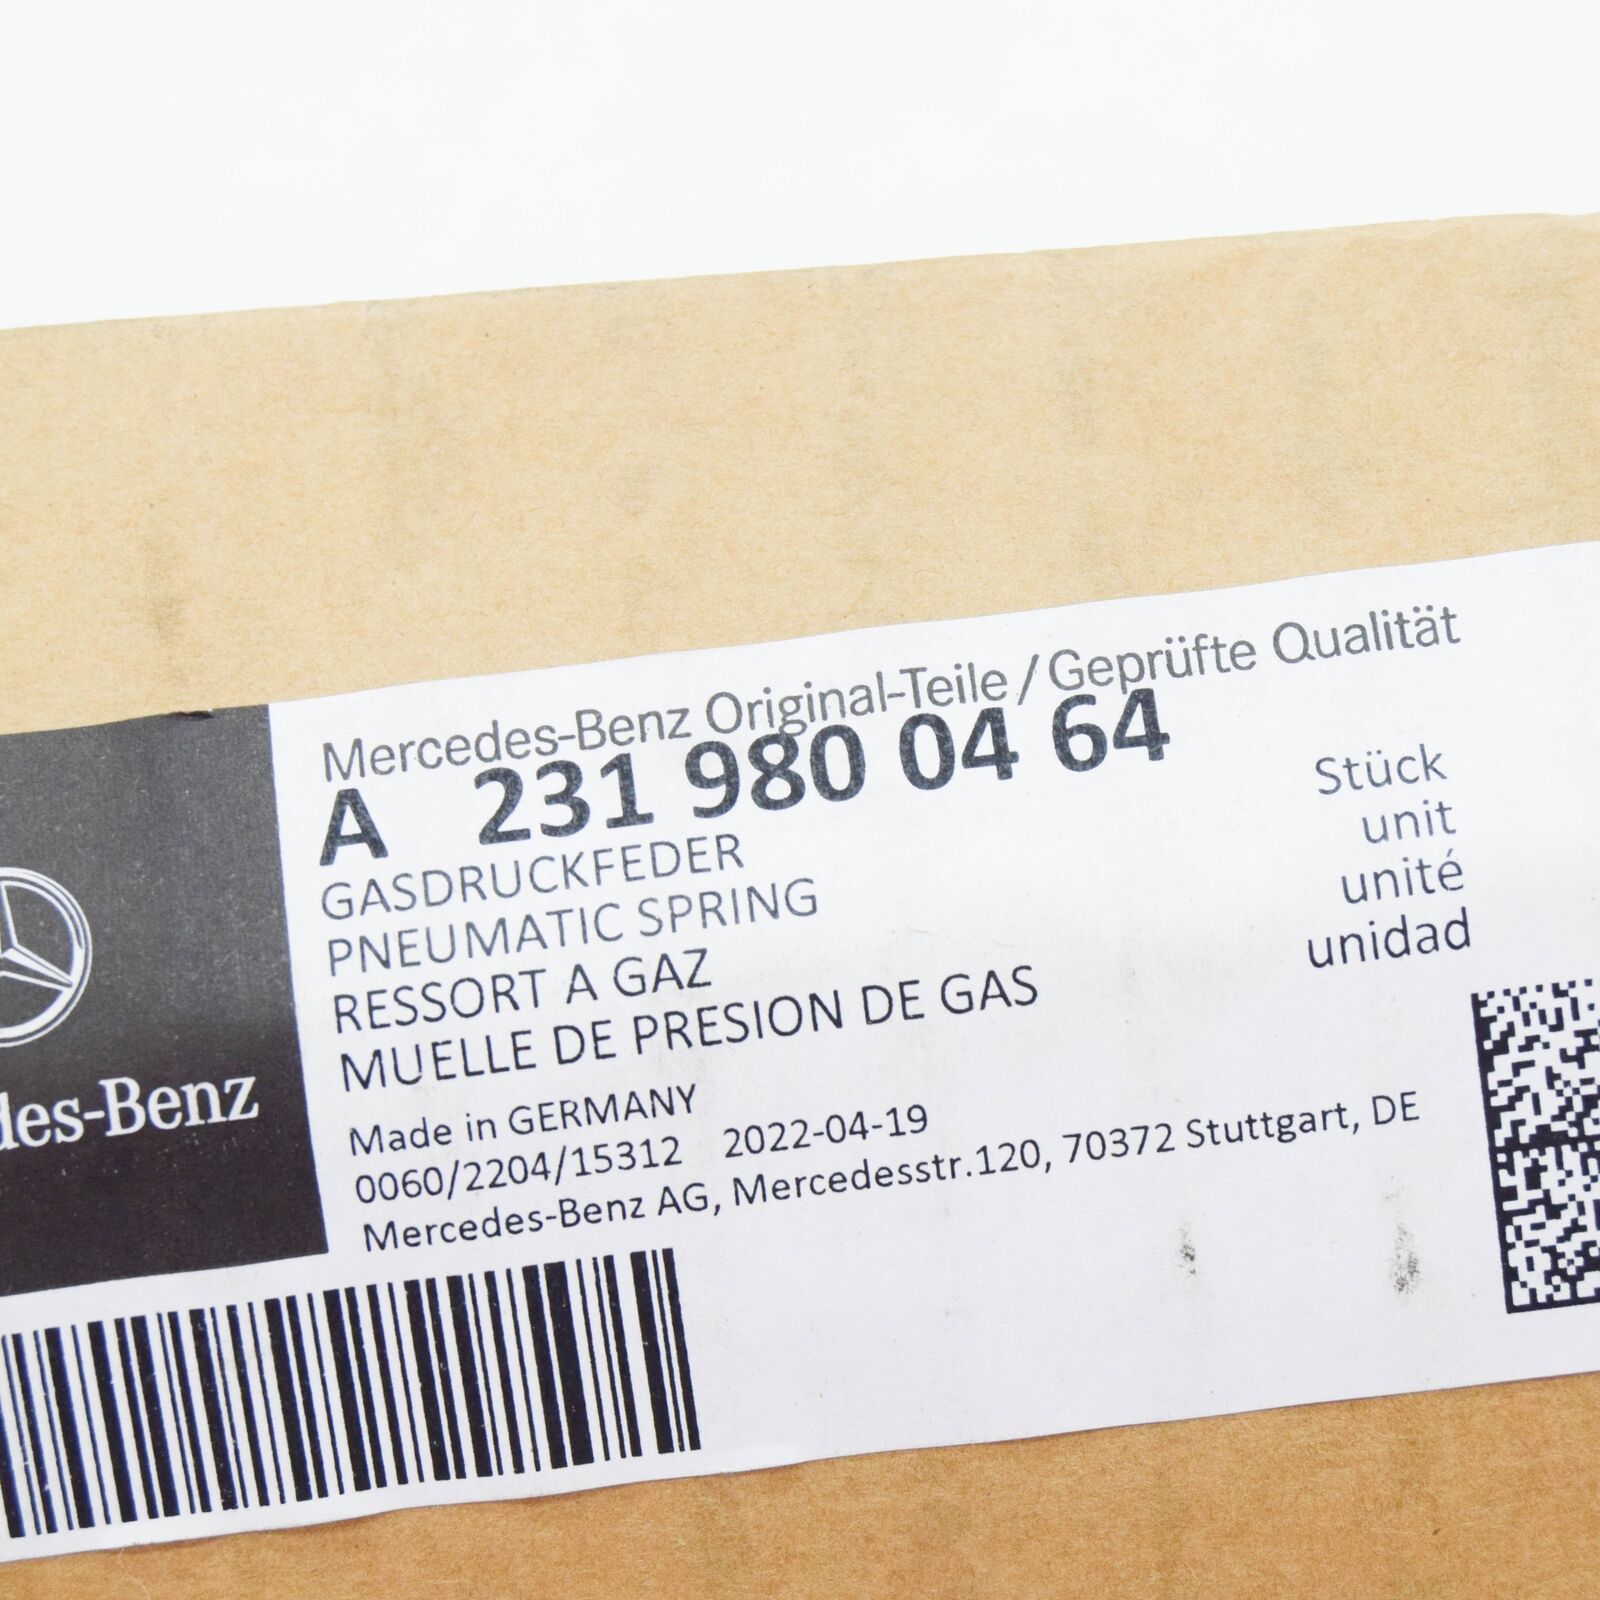 Mercedes-Benz Original-Teile / Geprüfte Qualität
A 231 980 04 64
GASDRUCKFEDER
PNEUMATIC SPRING
RESSORT A GAZ
MUELLE DE PRESION DE GAS
Stück
unit
unité
unidad
Made in GERMANY
0060/2204/15312 2022-04-19
Mercedes-Benz AG, Mercedesstr.120, 70372 Stuttgart, DE
des-Benz